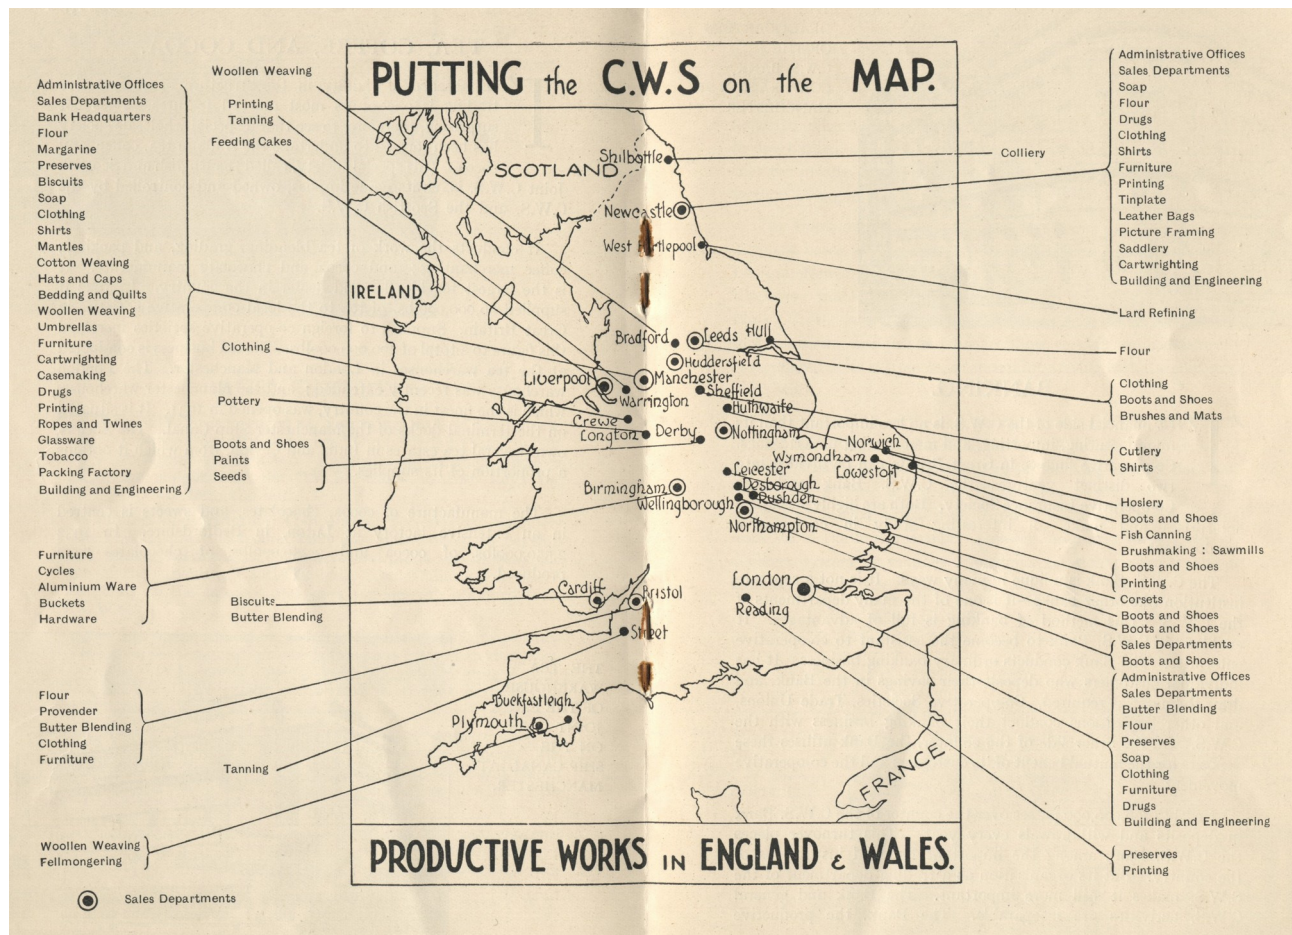 PUTTING the C.W.S on the MAP.
Administrative Offices
Sales Departments
Bank Headquarters
Flour
Margarine
Preserves
Biscuits
Soap
Clothing
Shirts
Mantles
Cotton Weaving
Hats and Caps
Bedding and Quilts
Woollen Weaving
Umbrellas
Furniture
Cartwrighting
Casemaking
Drugs
Printing
Ropes and Twines
Glassware
Tobacco
Packing Factory
Building and Engineering
Furniture
Cycles
Aluminium Ware
Buckets
Hardware
Flour
Provender
Butter Blending
Clothing
Furniture
Woollen Weaving
Fellmongering
Sales Departments
Woollen Weaving
Printing
Tanning
Feeding Cakes
Clothing
Pottery
Boots and Shoes
Paints
Seeds
Biscuits
Butter Blending
Tanning
SCOTLAND
IRELAND
FRANCE
Shilbottle
Newcastle
West Hartlepool
Bradford
Leeds
Hull
Huddersfield
Liverpool
Manchester
Warrington
Sheffield
Huthwaite
Crewe
Longton
Derby
Nottingham
Norwich
Wymondham
Lowestoft
Leicester
Desborough
Birmingham
Rushden
Wellingborough
Northampton
London
Cardiff
Bristol
Reading
Street
Buckfastleigh
Plymouth
Administrative Offices
Sales Departments
Soap
Flour
Drugs
Clothing
Shirts
Furniture
Printing
Tinplate
Leather Bags
Picture Framing
Saddlery
Cartwrighting
Building and Engineering
Colliery
Lard Refining
Flour
Clothing
Boots and Shoes
Brushes and Mats
Cutlery
Shirts
Hosiery
Boots and Shoes
Fish Canning
Brushmaking : Sawmills
Boots and Shoes
Printing
Corsets
Boots and Shoes
Boots and Shoes
Sales Departments
Boots and Shoes
Administrative Offices
Sales Departments
Butter Blending
Flour
Preserves
Soap
Clothing
Furniture
Drugs
Building and Engineering
Preserves
Printing
PRODUCTIVE WORKS IN ENGLAND & WALES.